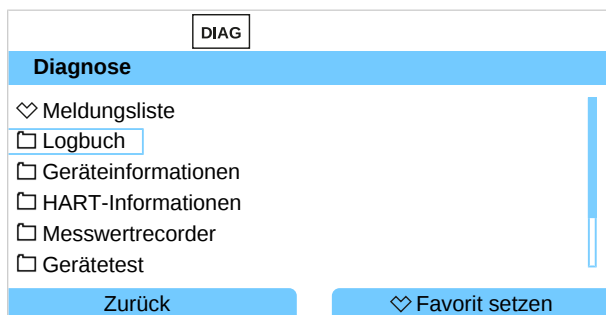 DIAG
Diagnose
Meldungsliste
Logbuch
Geräteinformationen
HART-Informationen
Messwertrecorder
Gerätetest
Zurück
Favorit setzen